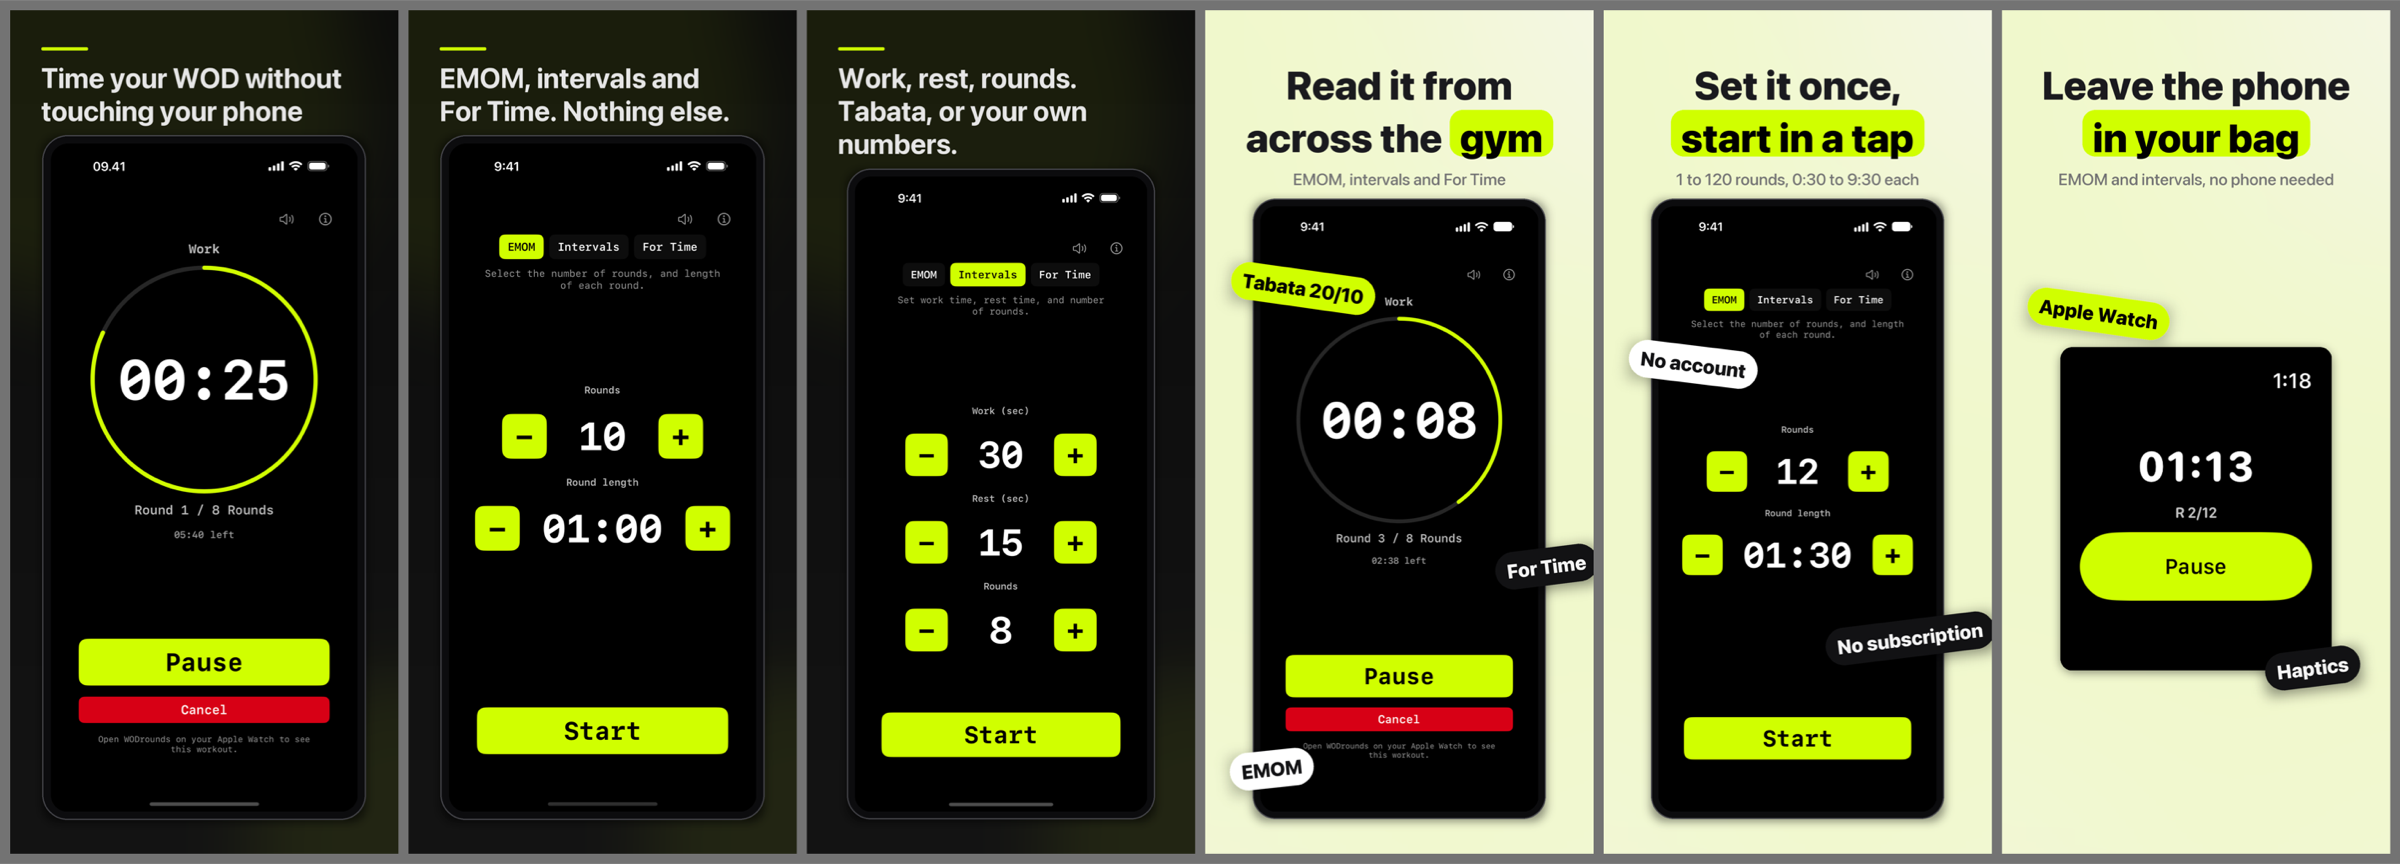 Time your WOD without
touching your phone
09.41
Work
00:25
Round 1 / 8 Rounds
05:40 left
Pause
Cancel
Open WODrounds on your Apple Watch to see
this workout.
EMOM, intervals and
For Time. Nothing else.
9:41
EMOM
Intervals
For Time
Select the number of rounds, and length
of each round.
Rounds
− 10 +
Round length
− 01:00 +
Start
Work, rest, rounds.
Tabata, or your own
numbers.
9:41
EMOM
Intervals
For Time
Set work time, rest time, and number
of rounds.
Work (sec)
− 30 +
Rest (sec)
− 15 +
Rounds
− 8 +
Start
Read it from
across the gym
EMOM, intervals and For Time
9:41
Tabata 20/10
Work
00:08
Round 3 / 8 Rounds
02:38 left
For Time
Pause
Cancel
Open WODrounds on your Apple Watch to see
this workout.
EMOM
Set it once,
start in a tap
1 to 120 rounds, 0:30 to 9:30 each
9:41
EMOM
Intervals
For Time
Select the number of rounds, and length
of each round.
No account
Rounds
− 12 +
Round length
− 01:30 +
No subscription
Start
Leave the phone
in your bag
EMOM and intervals, no phone needed
Apple Watch
1:18
01:13
R 2/12
Pause
Haptics